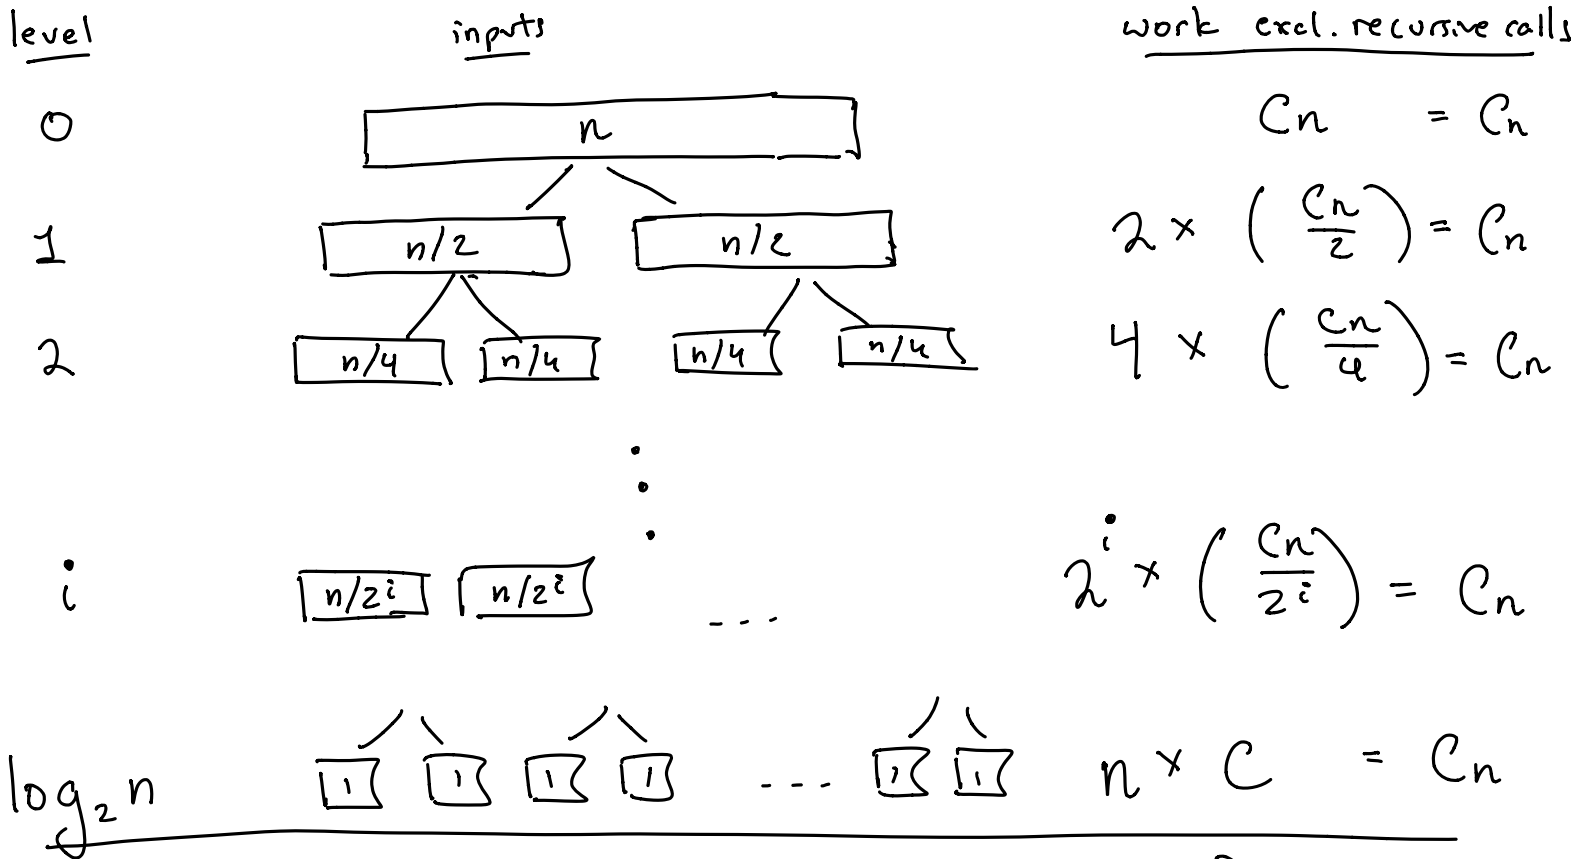 level inputs work excl. recursive calls
0 n Cn = Cn
1 n/2 n/2 2 × (Cn/2) = Cn
2 n/4 n/4 n/4 n/4 4 × (Cn/4) = Cn
i n/2^i n/2^i ... 2^i × (Cn/2^i) = Cn
log₂n 1 1 1 1 ... 1 1 n × C = Cn